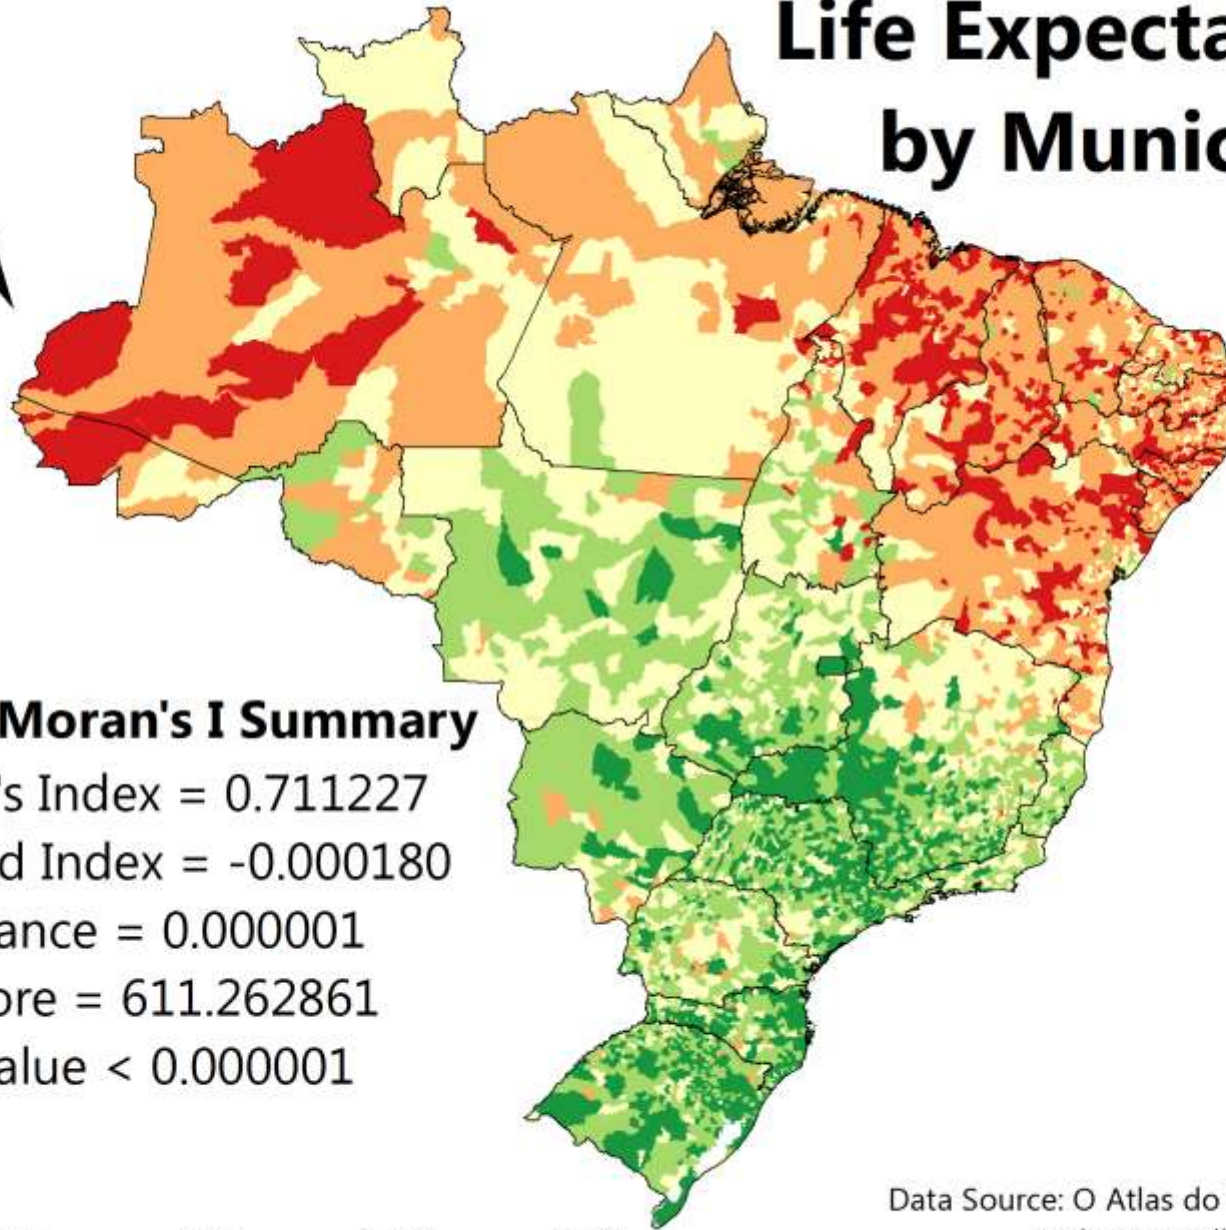 Life Expecta
by Munic
Moran's I Summary
's Index = 0.711227
d Index = -0.000180
ance = 0.000001
ore = 611.262861
alue < 0.000001
Data Source: O Atlas do